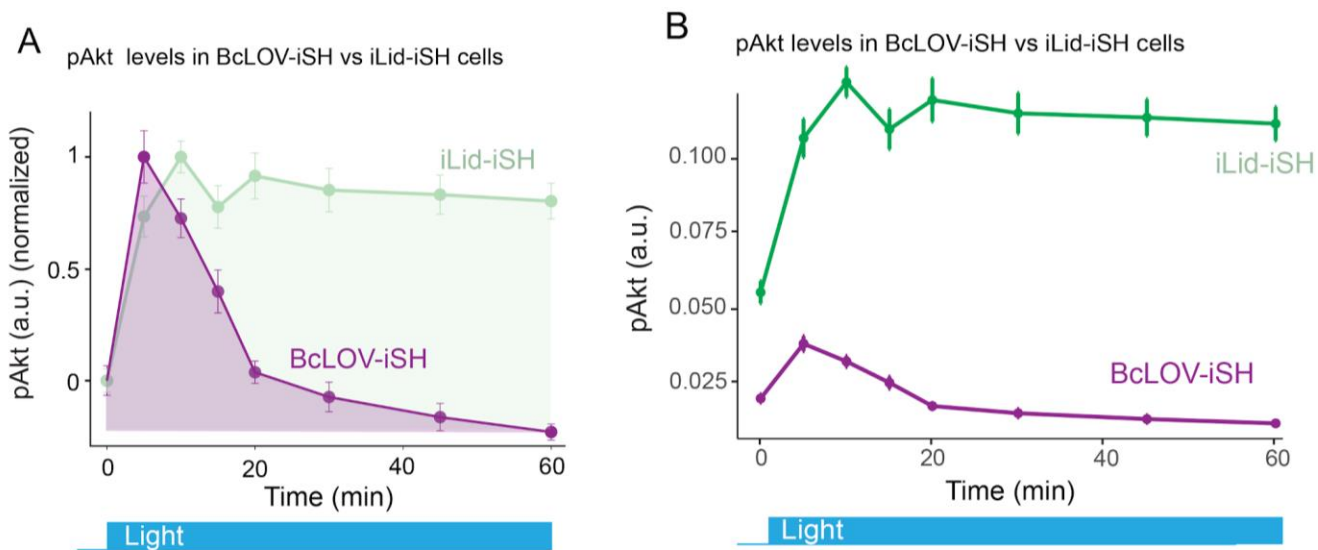 A
pAkt levels in BcLOV-iSH vs iLid-iSH cells
pAkt (a.u.) (normalized)
1
0.5
0
iLid-iSH
BcLOV-iSH
0
20
40
60
Time (min)
Light
B
pAkt levels in BcLOV-iSH vs iLid-iSH cells
pAkt (a.u.)
0.100
0.075
0.050
0.025
iLid-iSH
BcLOV-iSH
0
20
40
60
Time (min)
Light